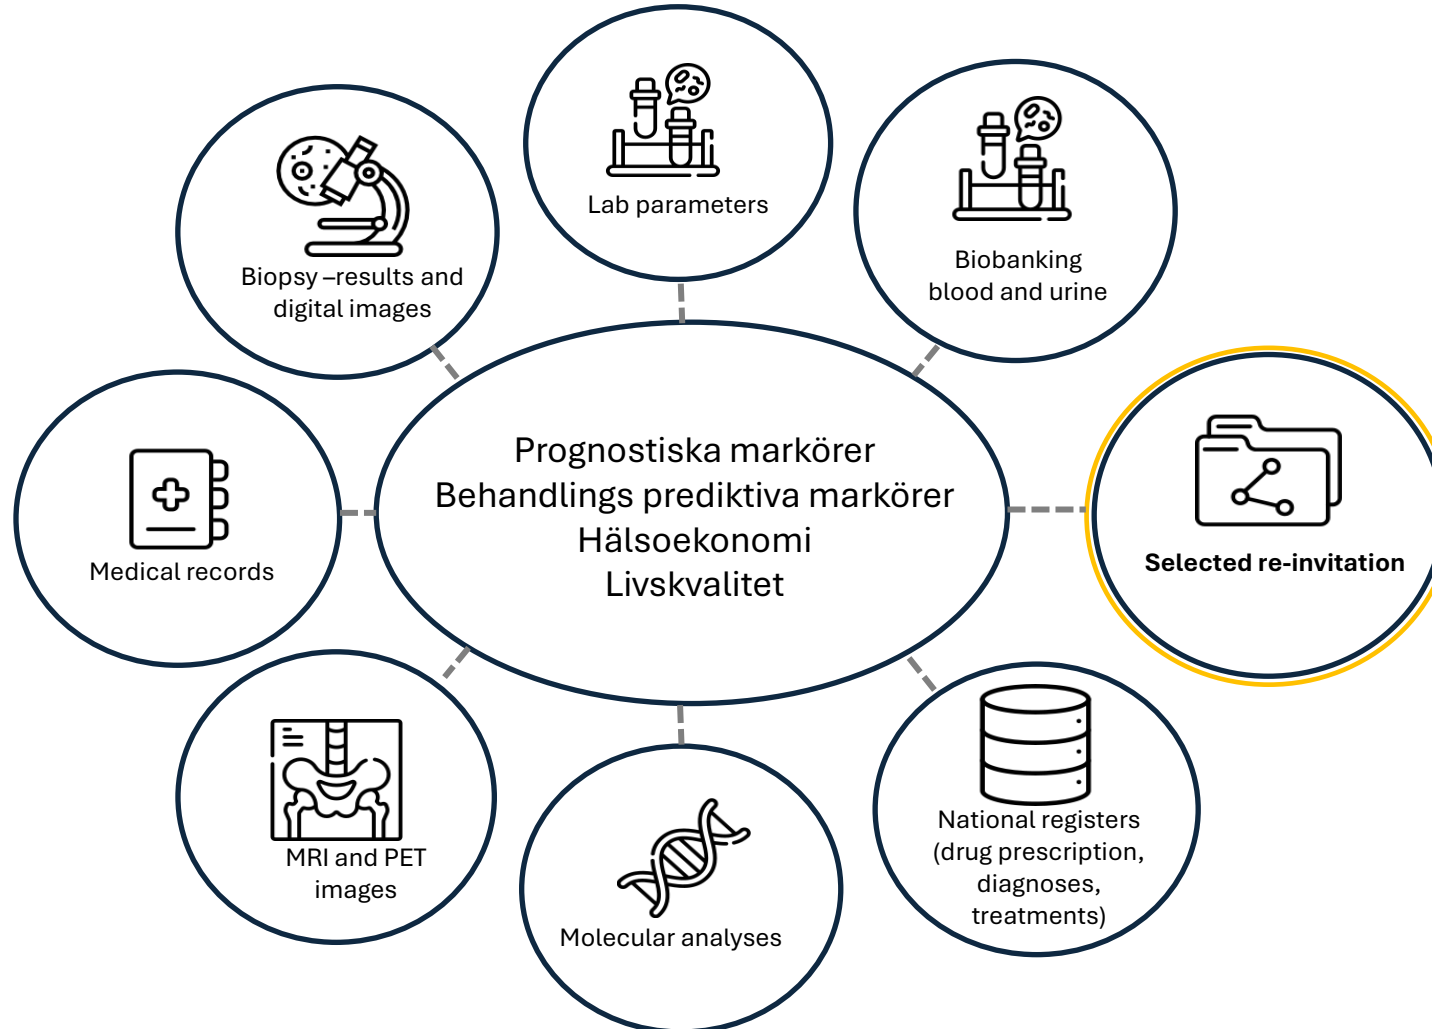 Lab parameters
Biopsy –results and
digital images
Biobanking
blood and urine
Prognostiska markörer
Behandlings prediktiva markörer
Hälsoekonomi
Livskvalitet
Selected re-invitation
Medical records
MRI and PET
images
Molecular analyses
National registers
(drug prescription,
diagnoses,
treatments)